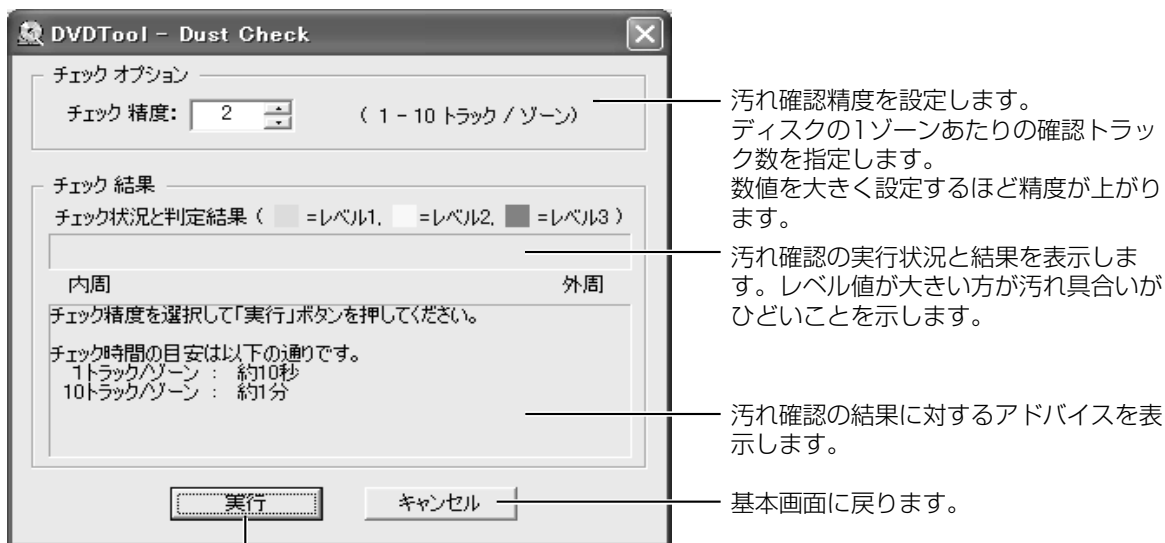 DVDTool - Dust Check
チェック オプション
チェック 精度: 2 ( 1 - 10 トラック / ゾーン)
汚れ確認精度を設定します。
ディスクの1ゾーンあたりの確認トラッ
ク数を指定します。
数値を大きく設定するほど精度が上がり
ます。
チェック 結果
チェック状況と判定結果 ( =レベル1, =レベル2, =レベル3 )
内周 外周
汚れ確認の実行状況と結果を表示しま
す。レベル値が大きい方が汚れ具合いが
ひどいことを示します。
チェック精度を選択して「実行」ボタンを押してください。
チェック時間の目安は以下の通りです。
1トラック/ゾーン : 約10秒
10トラック/ゾーン : 約1分
汚れ確認の結果に対するアドバイスを表
示します。
実行 キャンセル
基本画面に戻ります。